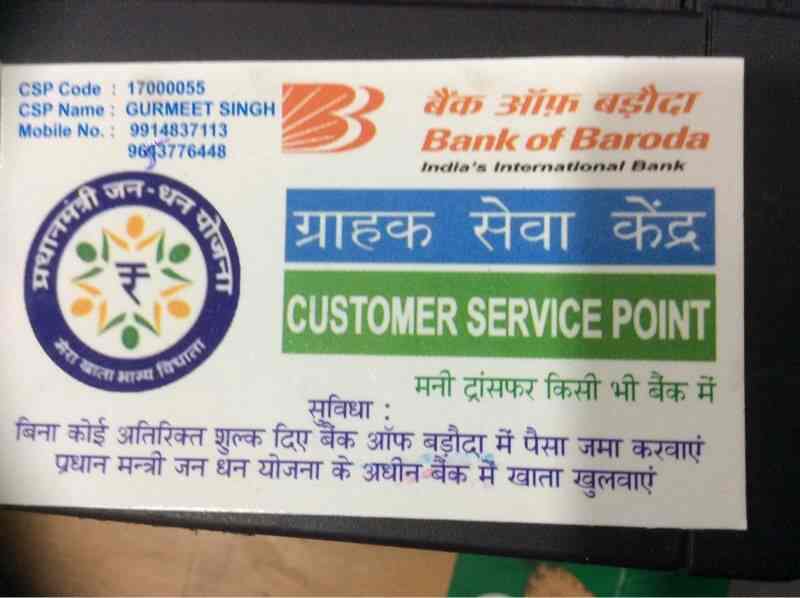 CSP Code : 17000055
CSP Name : GURMEET SINGH
Mobile No. : 9914837113
9693776448
बैंक ऑफ़ बड़ौदा
Bank of Baroda
India's International Bank
प्रधानमंत्री जन-धन योजना
मेरा खाता भाग्य विधाता
ग्राहक सेवा केंद्र
CUSTOMER SERVICE POINT
मनी ट्रांसफर किसी भी बैंक में
सुविधा :
बिना कोई अतिरिक्त शुल्क दिए बैंक ऑफ बड़ौदा में पैसा जमा करवाएं
प्रधान मन्त्री जन धन योजना के अधीन बैंक में खाता खुलवाएं